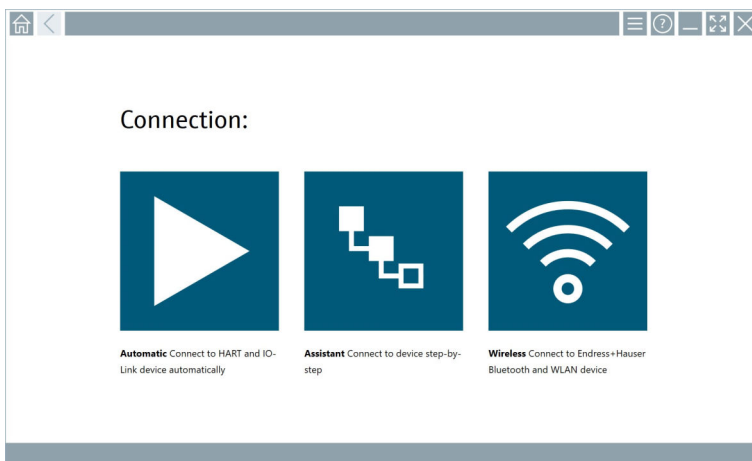 Connection:
Automatic Connect to HART and IO-
Link device automatically
Assistant Connect to device step-by-
step
Wireless Connect to Endress+Hauser
Bluetooth and WLAN device